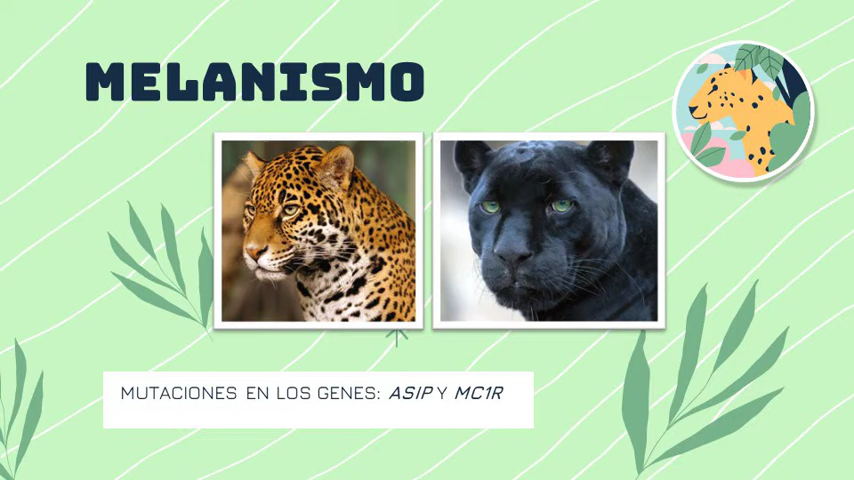 MELANISMO
MUTACIONES EN LOS GENES: ASIP Y MC1R